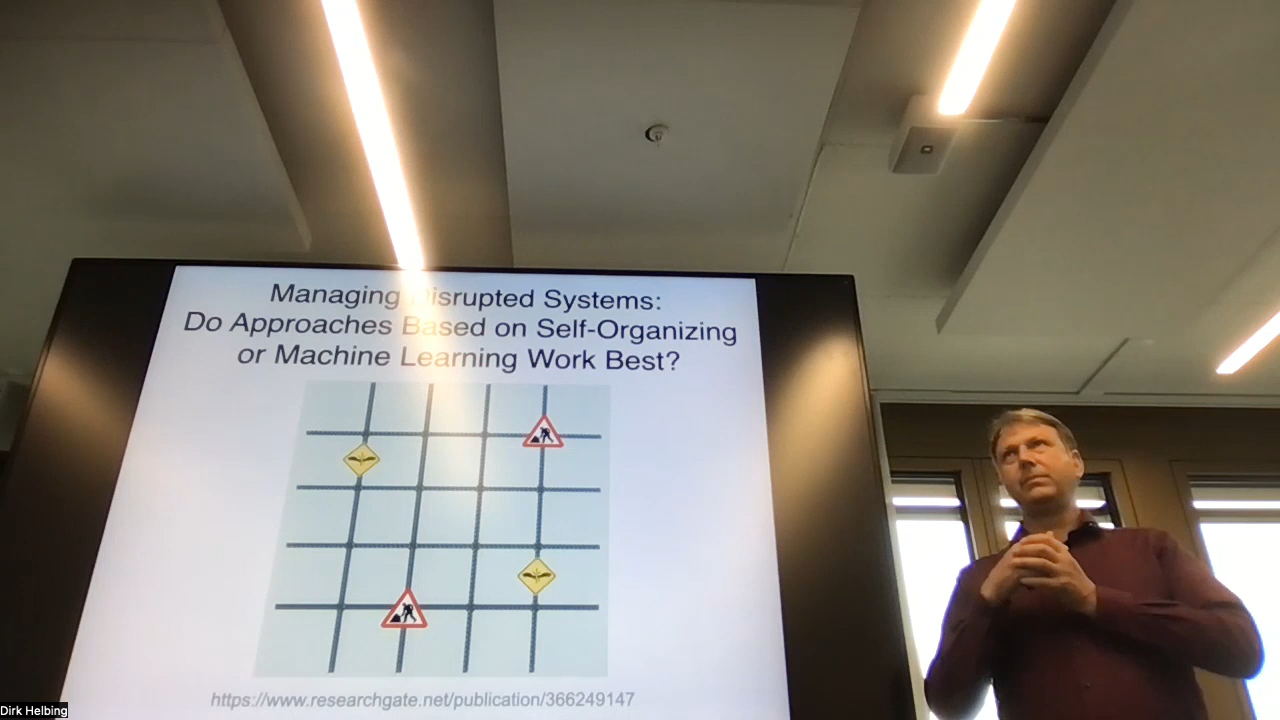 Managing Disrupted Systems:
Do Approaches Based on Self-Organizing
or Machine Learning Work Best?
https://www.researchgate.net/publication/366249147
Dirk Helbing